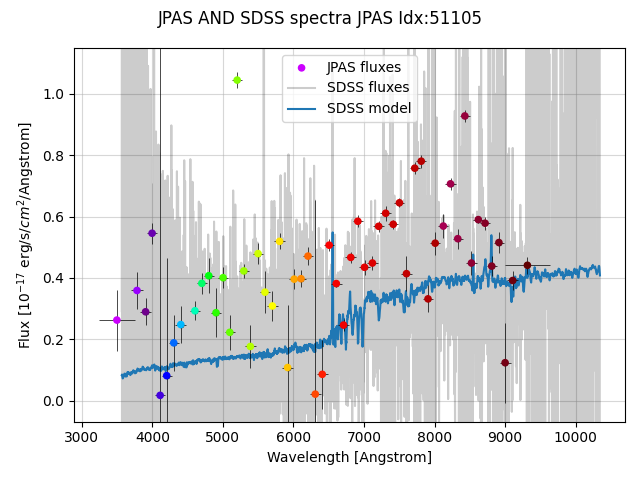 JPAS AND SDSS spectra JPAS Idx:51105
JPAS fluxes
SDSS fluxes
SDSS model
Flux [10⁻¹⁷ erg/s/cm²/Angstrom]
1.0
0.8
0.6
0.4
0.2
0.0
3000 4000 5000 6000 7000 8000 9000 10000
Wavelength [Angstrom]